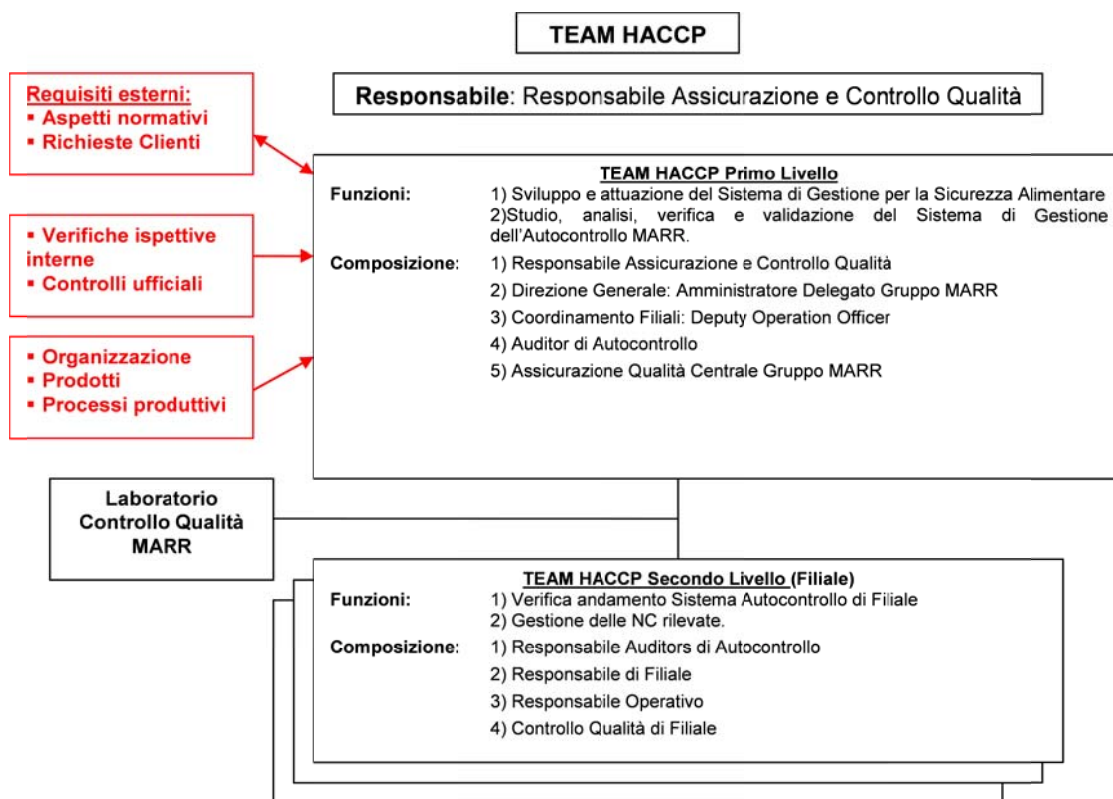 TEAM HACCP
Responsabile: Responsabile Assicurazione e Controllo Qualità
Requisiti esterni:
▪ Aspetti normativi
▪ Richieste Clienti
▪ Verifiche ispettive
interne
▪ Controlli ufficiali
▪ Organizzazione
▪ Prodotti
▪ Processi produttivi
TEAM HACCP Primo Livello
Funzioni: 1) Sviluppo e attuazione del Sistema di Gestione per la Sicurezza Alimentare
2)Studio, analisi, verifica e validazione del Sistema di Gestione
dell'Autocontrollo MARR.
Composizione: 1) Responsabile Assicurazione e Controllo Qualità
2) Direzione Generale: Amministratore Delegato Gruppo MARR
3) Coordinamento Filiali: Deputy Operation Officer
4) Auditor di Autocontrollo
5) Assicurazione Qualità Centrale Gruppo MARR
Laboratorio
Controllo Qualità
MARR
TEAM HACCP Secondo Livello (Filiale)
Funzioni: 1) Verifica andamento Sistema Autocontrollo di Filiale
2) Gestione delle NC rilevate.
Composizione: 1) Responsabile Auditors di Autocontrollo
2) Responsabile di Filiale
3) Responsabile Operativo
4) Controllo Qualità di Filiale